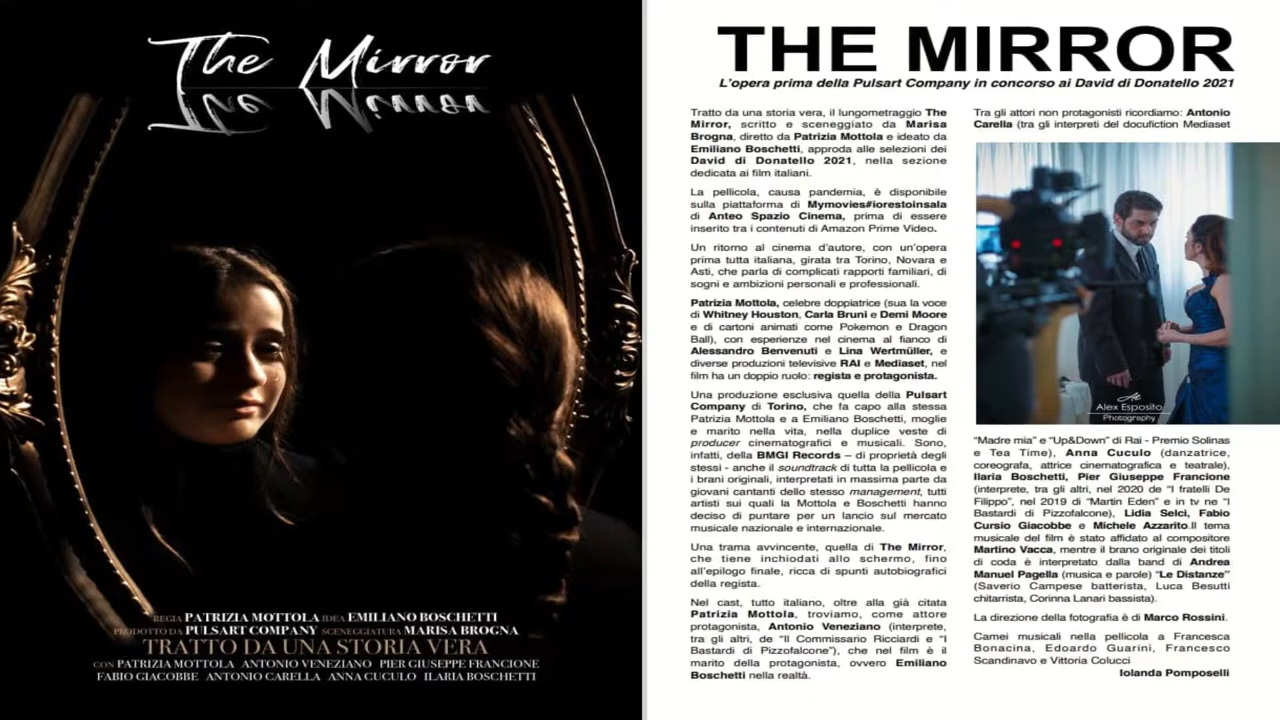 The Mirror
REGIA PATRIZIA MOTTOLA IDEA EMILIANO BOSCHETTI
PRODOTTO DA PULSART COMPANY SCENEGGIATURA MARISA BROGNA
TRATTO DA UNA STORIA VERA
CON PATRIZIA MOTTOLA ANTONIO VENEZIANO PIER GIUSEPPE FRANCIONE
FABIO GIACOBBE ANTONIO CARELLA ANNA CUCULO ILARIA BOSCHETTI
THE MIRROR
L'opera prima della Pulsart Company in concorso ai David di Donatello 2021
Tratto da una storia vera, il lungometraggio The
Mirror, scritto e sceneggiato da Marisa
Brogna, diretto da Patrizia Mottola e ideato da
Emiliano Boschetti, approda alle selezioni dei
David di Donatello 2021, nella sezione
dedicata ai film italiani.
La pellicola, causa pandemia, è disponibile
sulla piattaforma di Mymovies#iorestoinsala
di Anteo Spazio Cinema, prima di essere
inserito tra i contenuti di Amazon Prime Video.
Un ritorno al cinema d'autore, con un'opera
prima tutta italiana, girata tra Torino, Novara e
Asti, che parla di complicati rapporti familiari, di
sogni e ambizioni personali e professionali.
Patrizia Mottola, celebre doppiatrice (sua la voce
di Whitney Houston, Carla Bruni e Demi Moore
e di cartoni animati come Pokemon e Dragon
Ball), con esperienze nel cinema al fianco di
Alessandro Benvenuti e Lina Wertmüller, e
diverse produzioni televisive RAI e Mediaset, nel
film ha un doppio ruolo: regista e protagonista.
Una produzione esclusiva quella della Pulsart
Company di Torino, che fa capo alla stessa
Patrizia Mottola e a Emiliano Boschetti, moglie
e marito nella vita, nella duplice veste di
producer cinematografici e musicali. Sono,
infatti, della BMGI Records – di proprietà degli
stessi - anche il soundtrack di tutta la pellicola e
i brani originali, interpretati in massima parte da
giovani cantanti dello stesso management, tutti
artisti sui quali la Mottola e Boschetti hanno
deciso di puntare per un lancio sul mercato
musicale nazionale e internazionale.
Una trama avvincente, quella di The Mirror,
che tiene inchiodati allo schermo, fino
all'epilogo finale, ricca di spunti autobiografici
della regista.
Nel cast, tutto italiano, oltre alla già citata
Patrizia Mottola, troviamo, come attore
protagonista, Antonio Veneziano (interprete,
tra gli altri, de "Il Commissario Ricciardi e "I
Bastardi di Pizzofalcone"), che nel film è il
marito della protagonista, ovvero Emiliano
Boschetti nella realtà.
Tra gli attori non protagonisti ricordiamo: Antonio
Carella (tra gli interpreti del docufiction Mediaset
Alex Esposito
Photography
"Madre mia" e "Up&Down" di Rai - Premio Solinas
e Tea Time), Anna Cuculo (danzatrice,
coreografa, attrice cinematografica e teatrale),
Ilaria Boschetti, Pier Giuseppe Francione
(interprete, tra gli altri, nel 2020 de "I fratelli De
Filippo", nel 2019 di "Martin Eden" e in tv ne "I
Bastardi di Pizzofalcone), Lidia Selci, Fabio
Cursio Giacobbe e Michele Azzarito.Il tema
musicale del film è stato affidato al compositore
Martino Vacca, mentre il brano originale dei titoli
di coda è interpretato dalla band di Andrea
Manuel Pagella (musica e parole) "Le Distanze"
(Saverio Campese batterista, Luca Besutti
chitarrista, Corinna Lanari bassista).
La direzione della fotografia è di Marco Rossini.
Camei musicali nella pellicola a Francesca
Bonacina, Edoardo Guarini, Francesco
Scandinavo e Vittoria Colucci
Iolanda Pomposelli